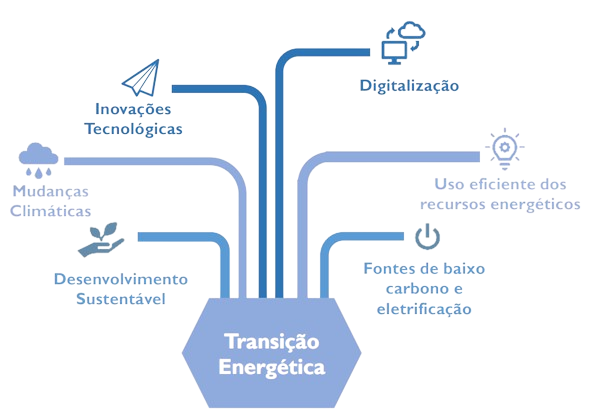 Digitalização
Inovações
Tecnológicas
Mudanças
Climáticas
Uso eficiente dos
recursos energéticos
Desenvolvimento
Sustentável
Fontes de baixo
carbono e
eletrificação
Transição
Energética